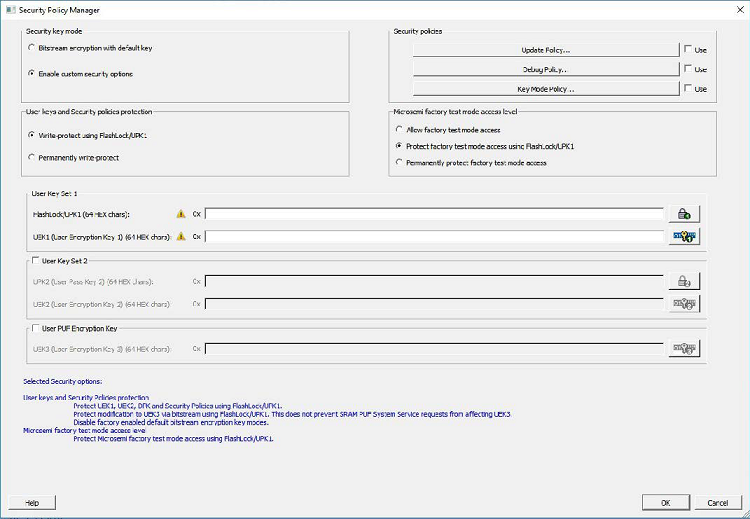 Security Policy Manager
Security key mode
Bitstream encryption with default key
Enable custom security options
Security policies
Update Policy...
Use
Debug Policy...
Use
Key Mode Policy...
Use
User keys and Security policies protection
Write-protect using FlashLock/UPK1
Permanently write-protect
Microsemi factory test mode access level
Allow factory test mode access
Protect factory test mode access using FlashLock/UPK1
Permanently protect factory test mode access
User Key Set 1
FlashLock/UPK1 (64 HEX chars): 0x
UEK1 (User Encryption Key 1) (64 HEX chars): 0x
User Key Set 2
UPK2 (User Pass Key 2) (64 HEX chars): 0x
UEK2 (User Encryption Key 2) (64 HEX chars) 0x
User PUF Encryption Key
UEK3 (User Encryption Key 3) (64 HEX chars) 0x
Selected Security options:
User keys and Security Policies protection
Protect UEK1, UEK2, DPK and Security Policies using FlashLock/UPK1.
Protect modification to UEK3 via bitstream using FlashLock/UPK1. This does not prevent SRAM PUF System Service requests from affecting UEK3
Disable factory enabled default bitstream encryption key modes.
Microsemi factory test mode access level
Protect Microsemi factory test mode access using FlashLock/UPK1.
Help
OK
Cancel